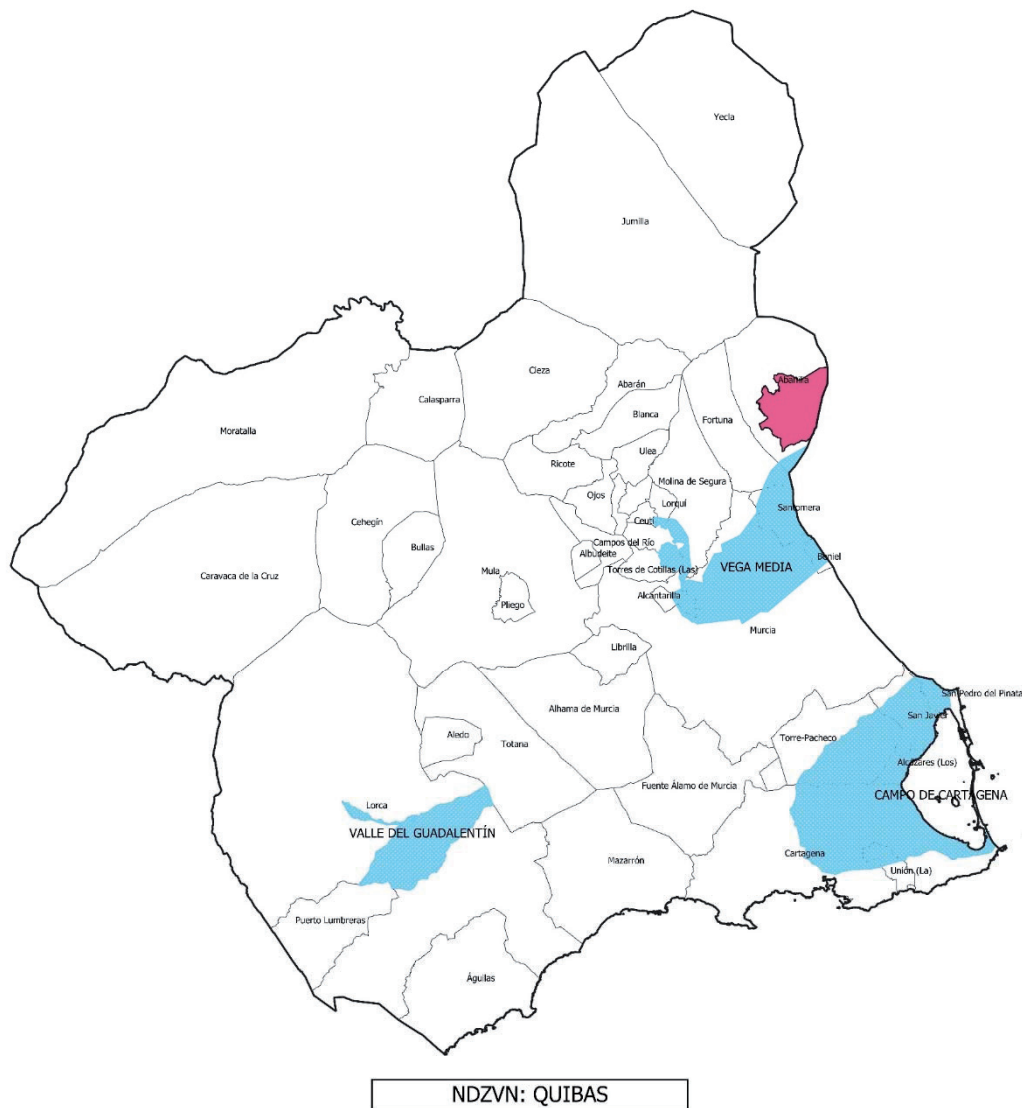 Yecla
Jumilla
Cieza
Abanilla
Abarán
Calasparra
Blanca
Fortuna
Moratalla
Ulea
Ricote
Molina de Segura
Ojos
Lorquí
Santomera
Ceutí
Cehegín
Campos del Río
Bullas
Albudeite
Beniel
Torres de Cotillas (Las)
VEGA MEDIA
Mula
Caravaca de la Cruz
Alcantarilla
Pliego
Murcia
Librilla
San Pedro del Pinata
Alhama de Murcia
San Javier
Aledo
Totana
Torre-Pacheco
Alcázares (Los)
Fuente Álamo de Murcia
CAMPO DE CARTAGENA
Lorca
VALLE DEL GUADALENTÍN
Cartagena
Mazarrón
Unión (La)
Puerto Lumbreras
Águilas
NDZVN: QUIBAS